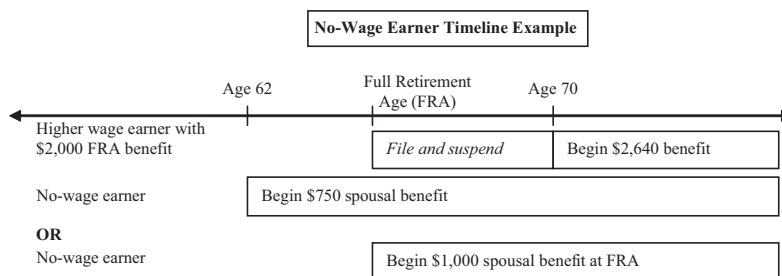 No-Wage Earner Timeline Example
Age 62
Full Retirement
Age (FRA)
Age 70
Higher wage earner with
$2,000 FRA benefit
File and suspend
Begin $2,640 benefit
No-wage earner
Begin $750 spousal benefit
OR
No-wage earner
Begin $1,000 spousal benefit at FRA